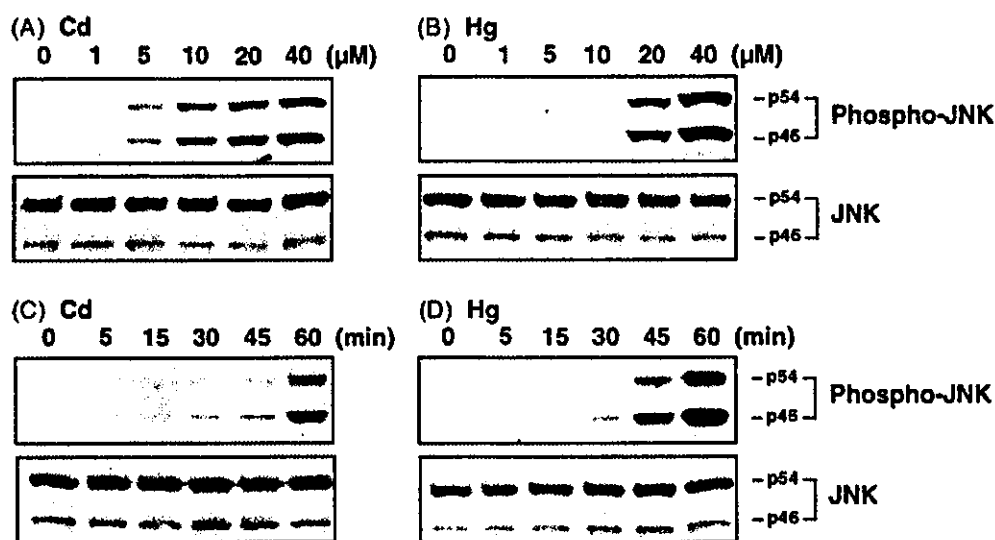 (A) Cd
0 1 5 10 20 40 (μM)
(B) Hg
0 1 5 10 20 40 (μM)
-p54
-p46
Phospho-JNK
-p54
-p46
JNK
(C) Cd
0 5 15 30 45 60 (min)
(D) Hg
0 5 15 30 45 60 (min)
-p54
-p46
Phospho-JNK
-p54
-p46
JNK